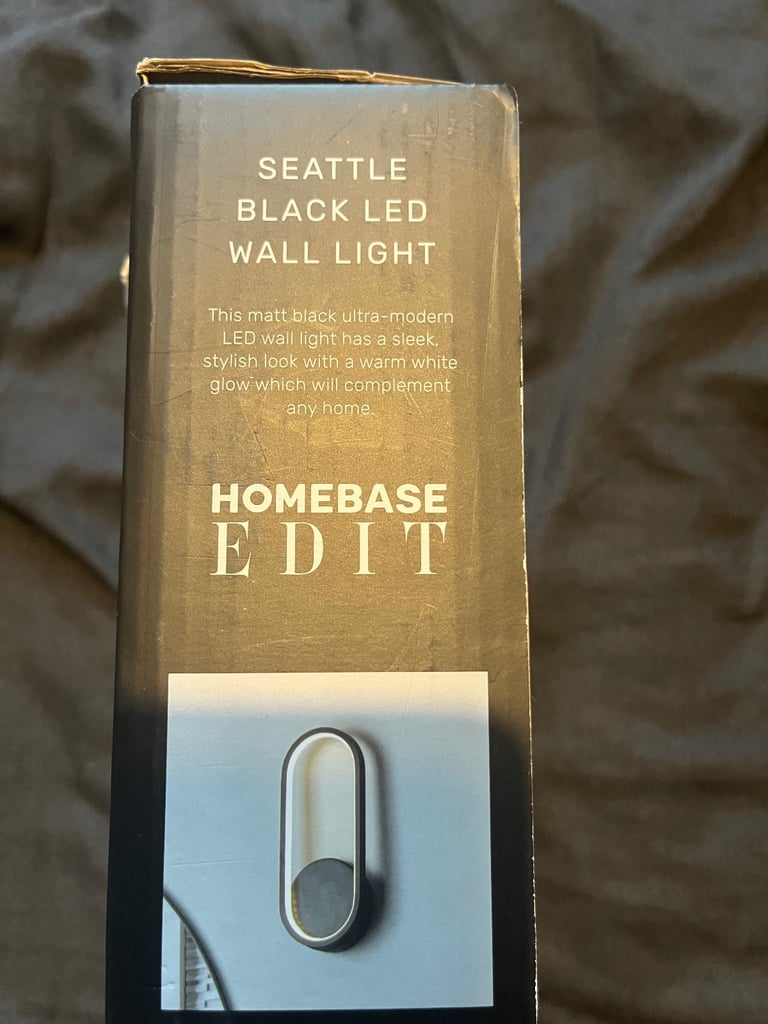 SEATTLE
BLACK LED
WALL LIGHT
This matt black ultra-modern
LED wall light has a sleek,
stylish look with a warm white
glow which will complement
any home.
HOMEBASE
EDIT